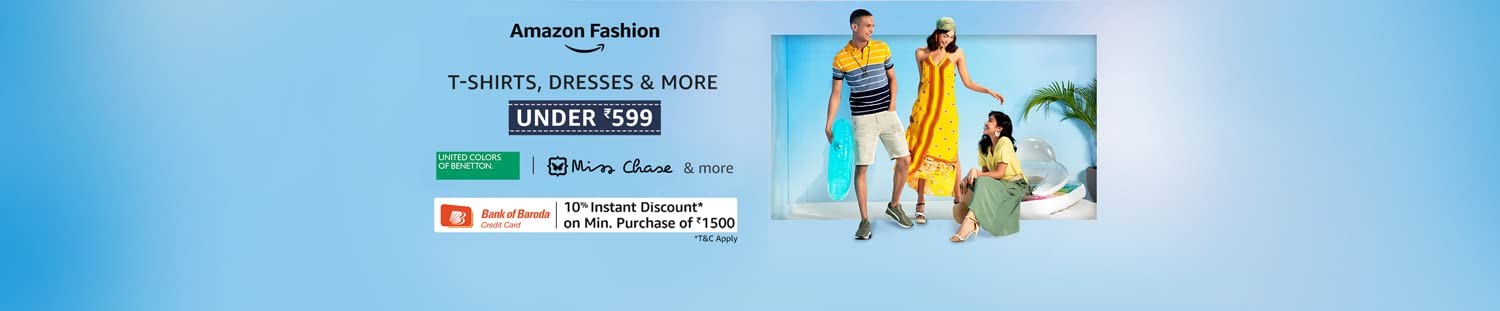 Amazon Fashion
T-SHIRTS, DRESSES & MORE
UNDER ₹599
UNITED COLORS
OF BENETTON.
Miss Chase & more
Bank of Baroda
Credit Card
10% Instant Discount*
on Min. Purchase of ₹1500
*T&C Apply